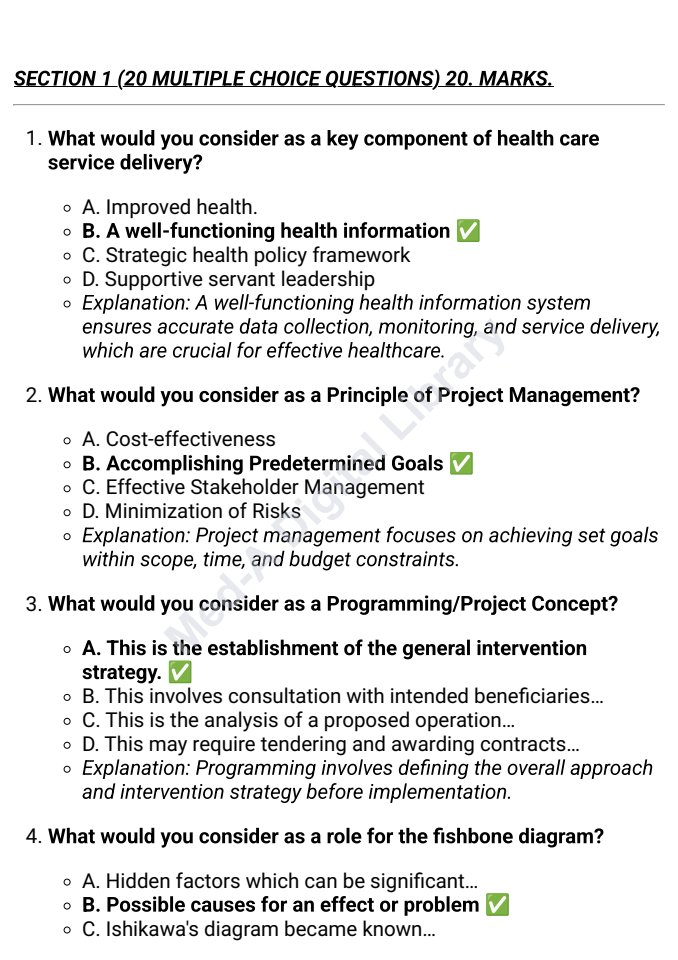 SECTION 1 (20 MULTIPLE CHOICE QUESTIONS) 20. MARKS.
1. What would you consider as a key component of health care
service delivery?
A. Improved health.
B. A well-functioning health information ✅
C. Strategic health policy framework
D. Supportive servant leadership
Explanation: A well-functioning health information system
ensures accurate data collection, monitoring, and service delivery,
which are crucial for effective healthcare.
2. What would you consider as a Principle of Project Management?
A. Cost-effectiveness
B. Accomplishing Predetermined Goals ✅
C. Effective Stakeholder Management
D. Minimization of Risks
Explanation: Project management focuses on achieving set goals
within scope, time, and budget constraints.
3. What would you consider as a Programming/Project Concept?
A. This is the establishment of the general intervention
strategy. ✅
B. This involves consultation with intended beneficiaries...
C. This is the analysis of a proposed operation...
D. This may require tendering and awarding contracts...
Explanation: Programming involves defining the overall approach
and intervention strategy before implementation.
4. What would you consider as a role for the fishbone diagram?
A. Hidden factors which can be significant...
B. Possible causes for an effect or problem ✅
C. Ishikawa's diagram became known...
Med-A Digital Library